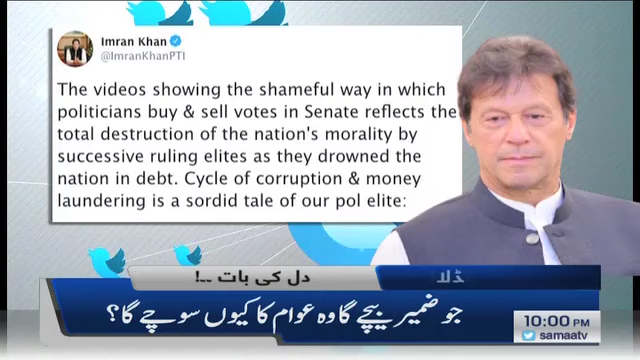 Imran Khan
@ImranKhanPTI
The videos showing the shameful way in which
politicians buy & sell votes in Senate reflects the
total destruction of the nation's morality by
successive ruling elites as they drowned the
nation in debt. Cycle of corruption & money
laundering is a sordid tale of our pol elite:
دل کی بات ..!
ڈلا
جو ضمیر بیچے گا وہ عوام کا کیوں سوچے گا؟
10:00 PM
samaatv